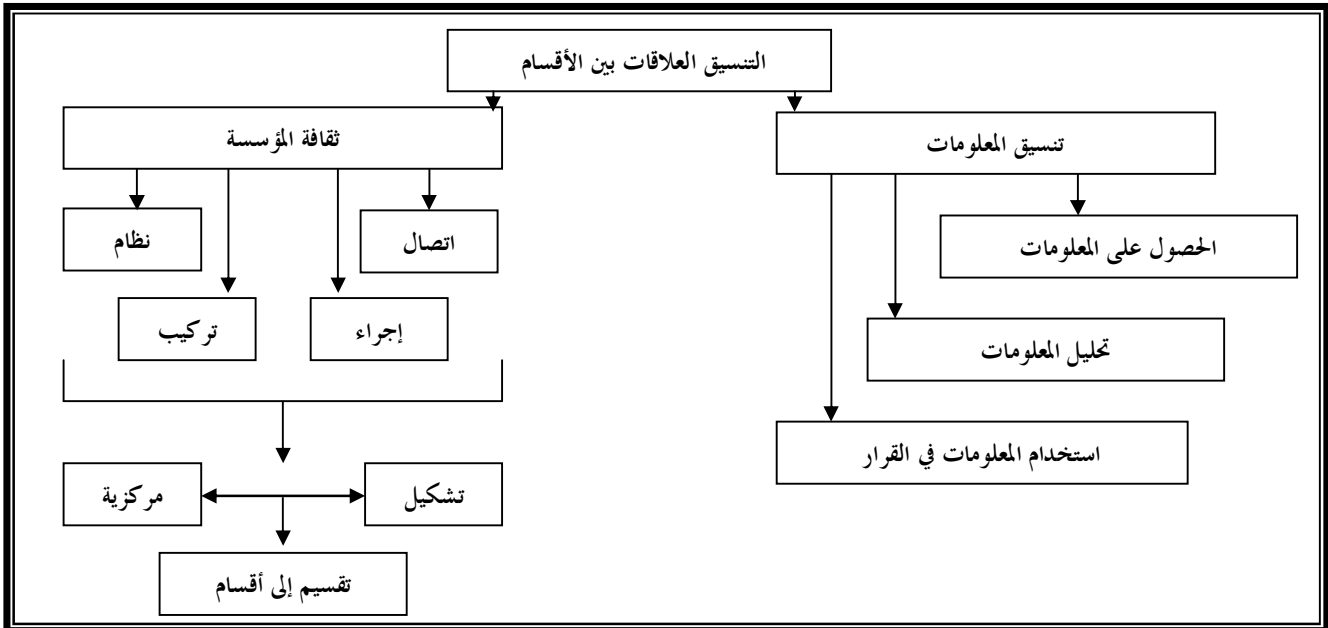 التنسيق العلاقات بين الأقسام
تنسيق المعلومات
ثقافة المؤسسة
الحصول على المعلومات
اتصال
نظام
تحليل المعلومات
إجراء
تركيب
استخدام المعلومات في القرار
تشكيل
مركزية
تقسيم إلى أقسام